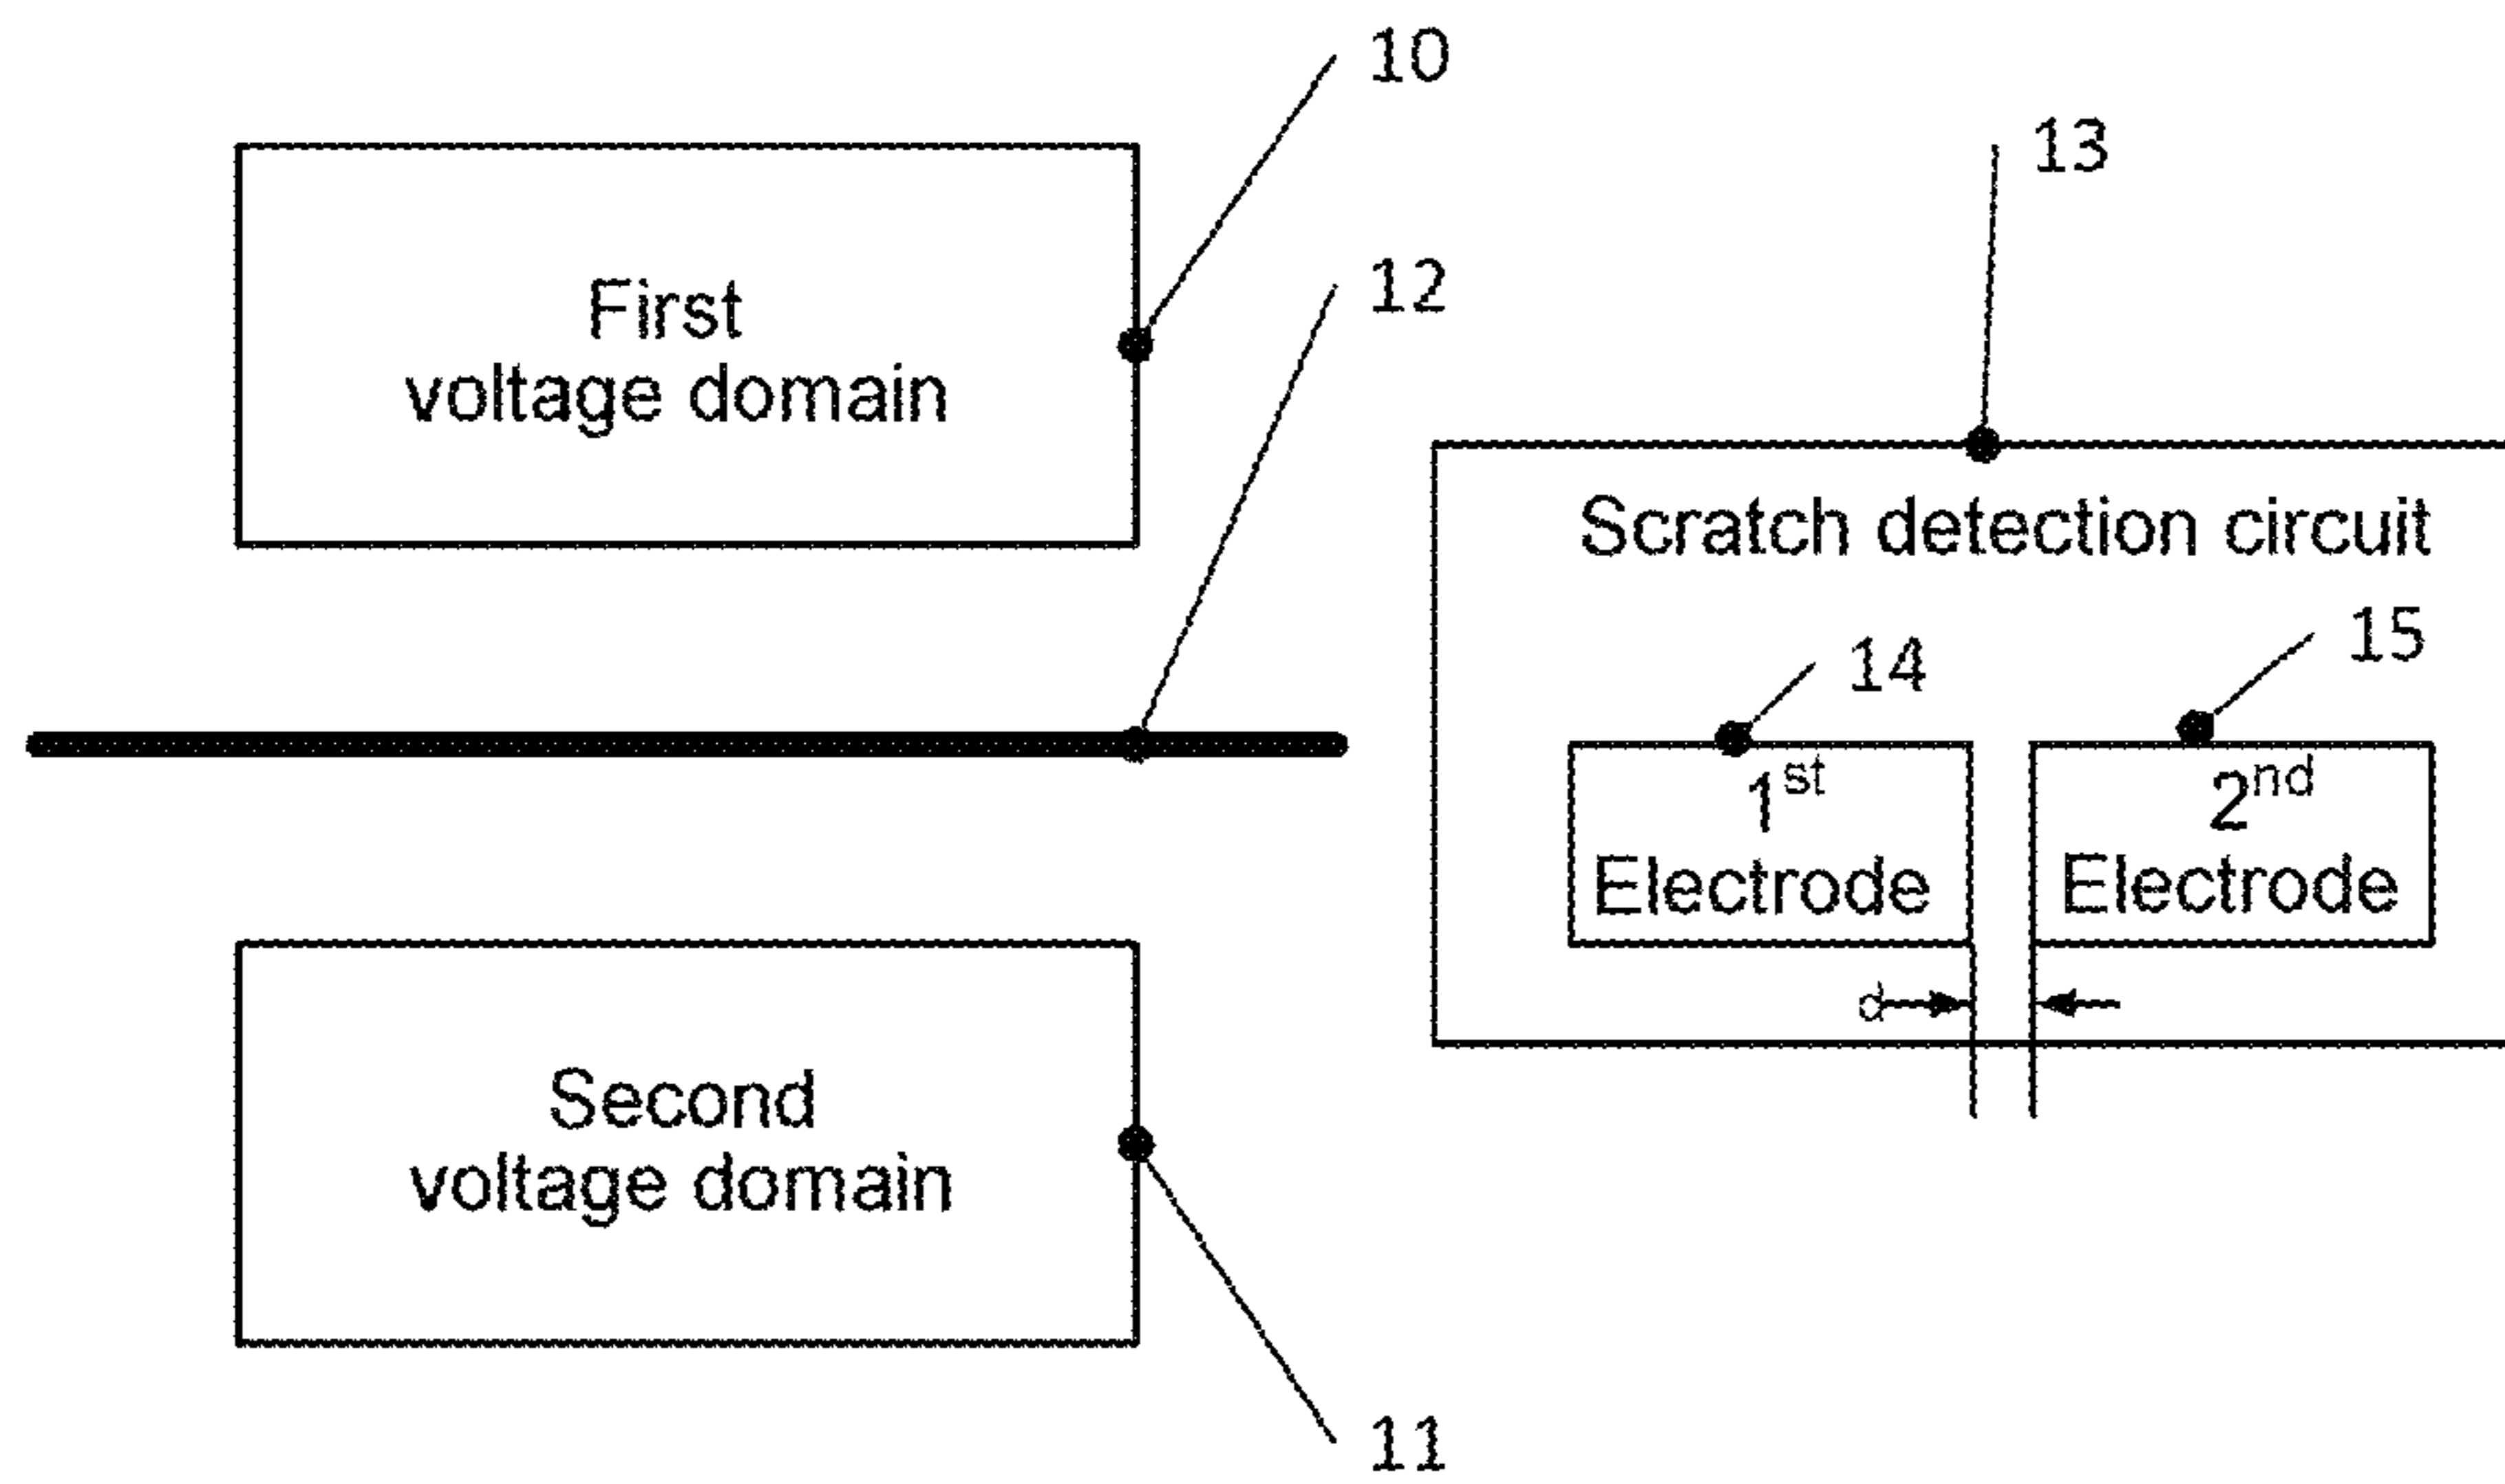 10
13
12
First
voltage domain
Scratch detection circuit
15
14
1st
Electrode
2nd
Electrode
d
Second
voltage domain
11